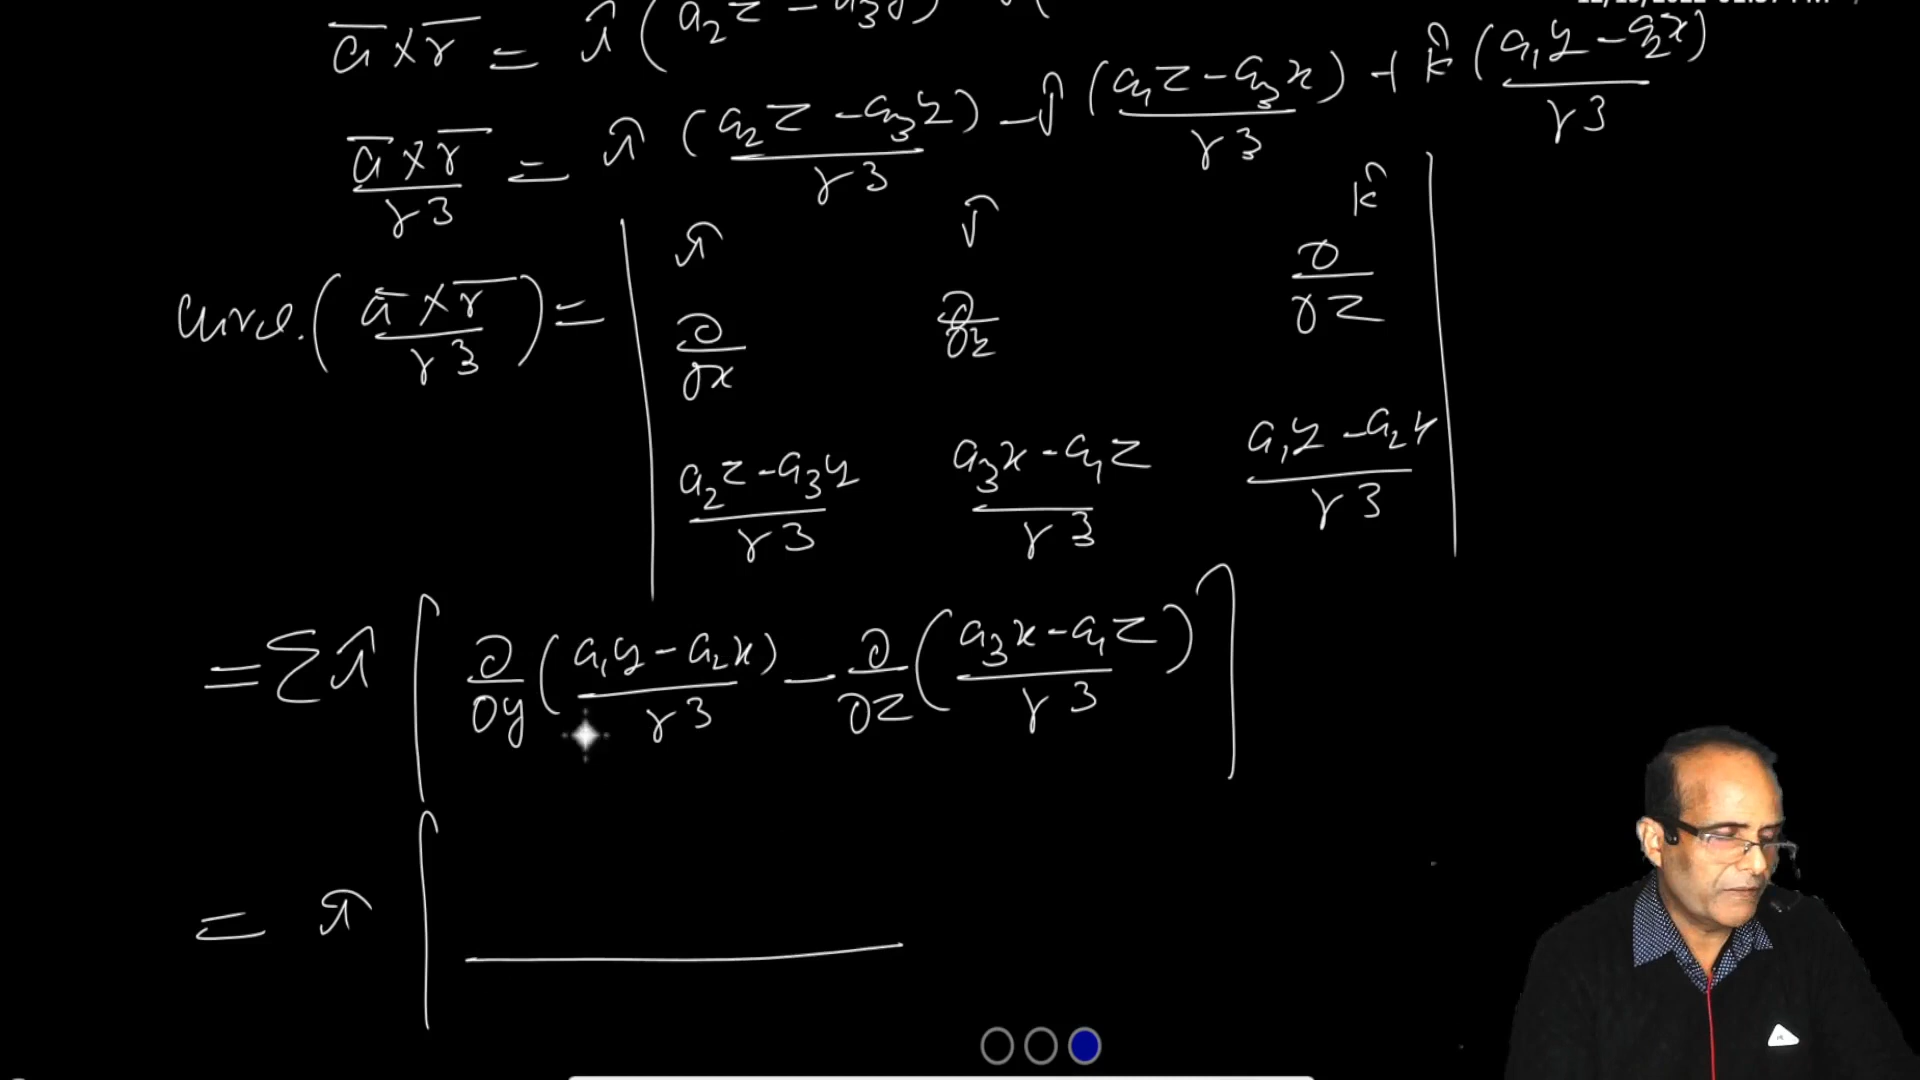 a̅ × r̅ = î (a₂z - a₃y)
a̅ × r̅ / r³ = î (a₂z - a₃y) / r³ - ĵ (a₁z - a₃x) / r³ + k̂ (a₁y - a₂x) / r³
î ĵ k̂
curl. (a̅ × r̅ / r³) = | ∂/∂x ∂/∂y ∂/∂z |
a₂z - a₃y / r³ a₃x - a₁z / r³ a₁y - a₂x / r³
= Σ î [ ∂/∂y (a₁y - a₂x / r³) - ∂/∂z (a₃x - a₁z / r³) ]
= î [